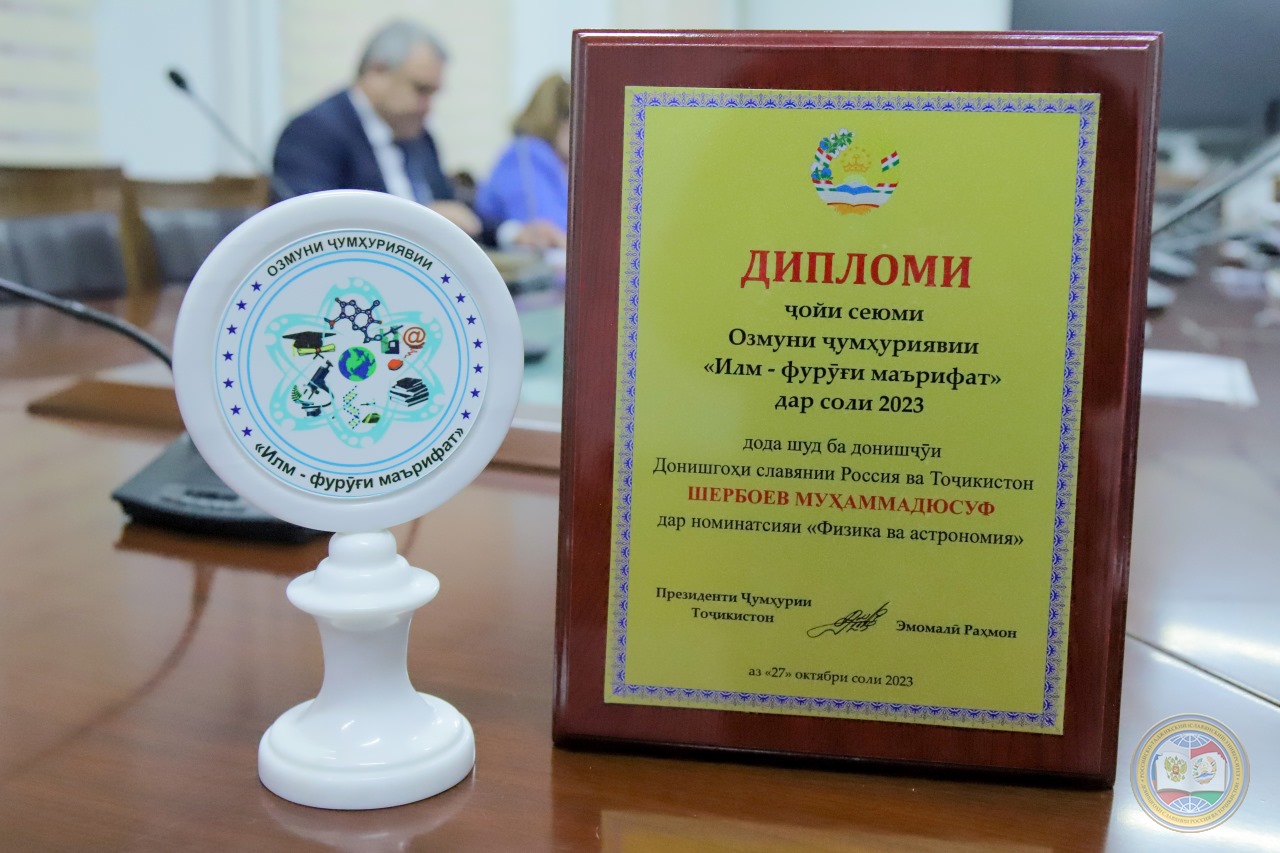 ОЗМУНИ ҶУМҲУРИЯВИИ
«Илм - фурӯғи маърифат»
ДИПЛОМИ
ҷойи сеюми
Озмуни ҷумҳуриявии
«Илм - фурӯғи маърифат»
дар соли 2023
дода шуд ба донишҷӯи
Донишгоҳи славянии Россия ва Тоҷикистон
ШЕРБОЕВ МУҲАММАДЮСУФ
дар номинатсияи «Физика ва астрономия»
Президенти Ҷумҳурии
Тоҷикистон
Эмомалӣ Раҳмон
аз «27» октябри соли 2023